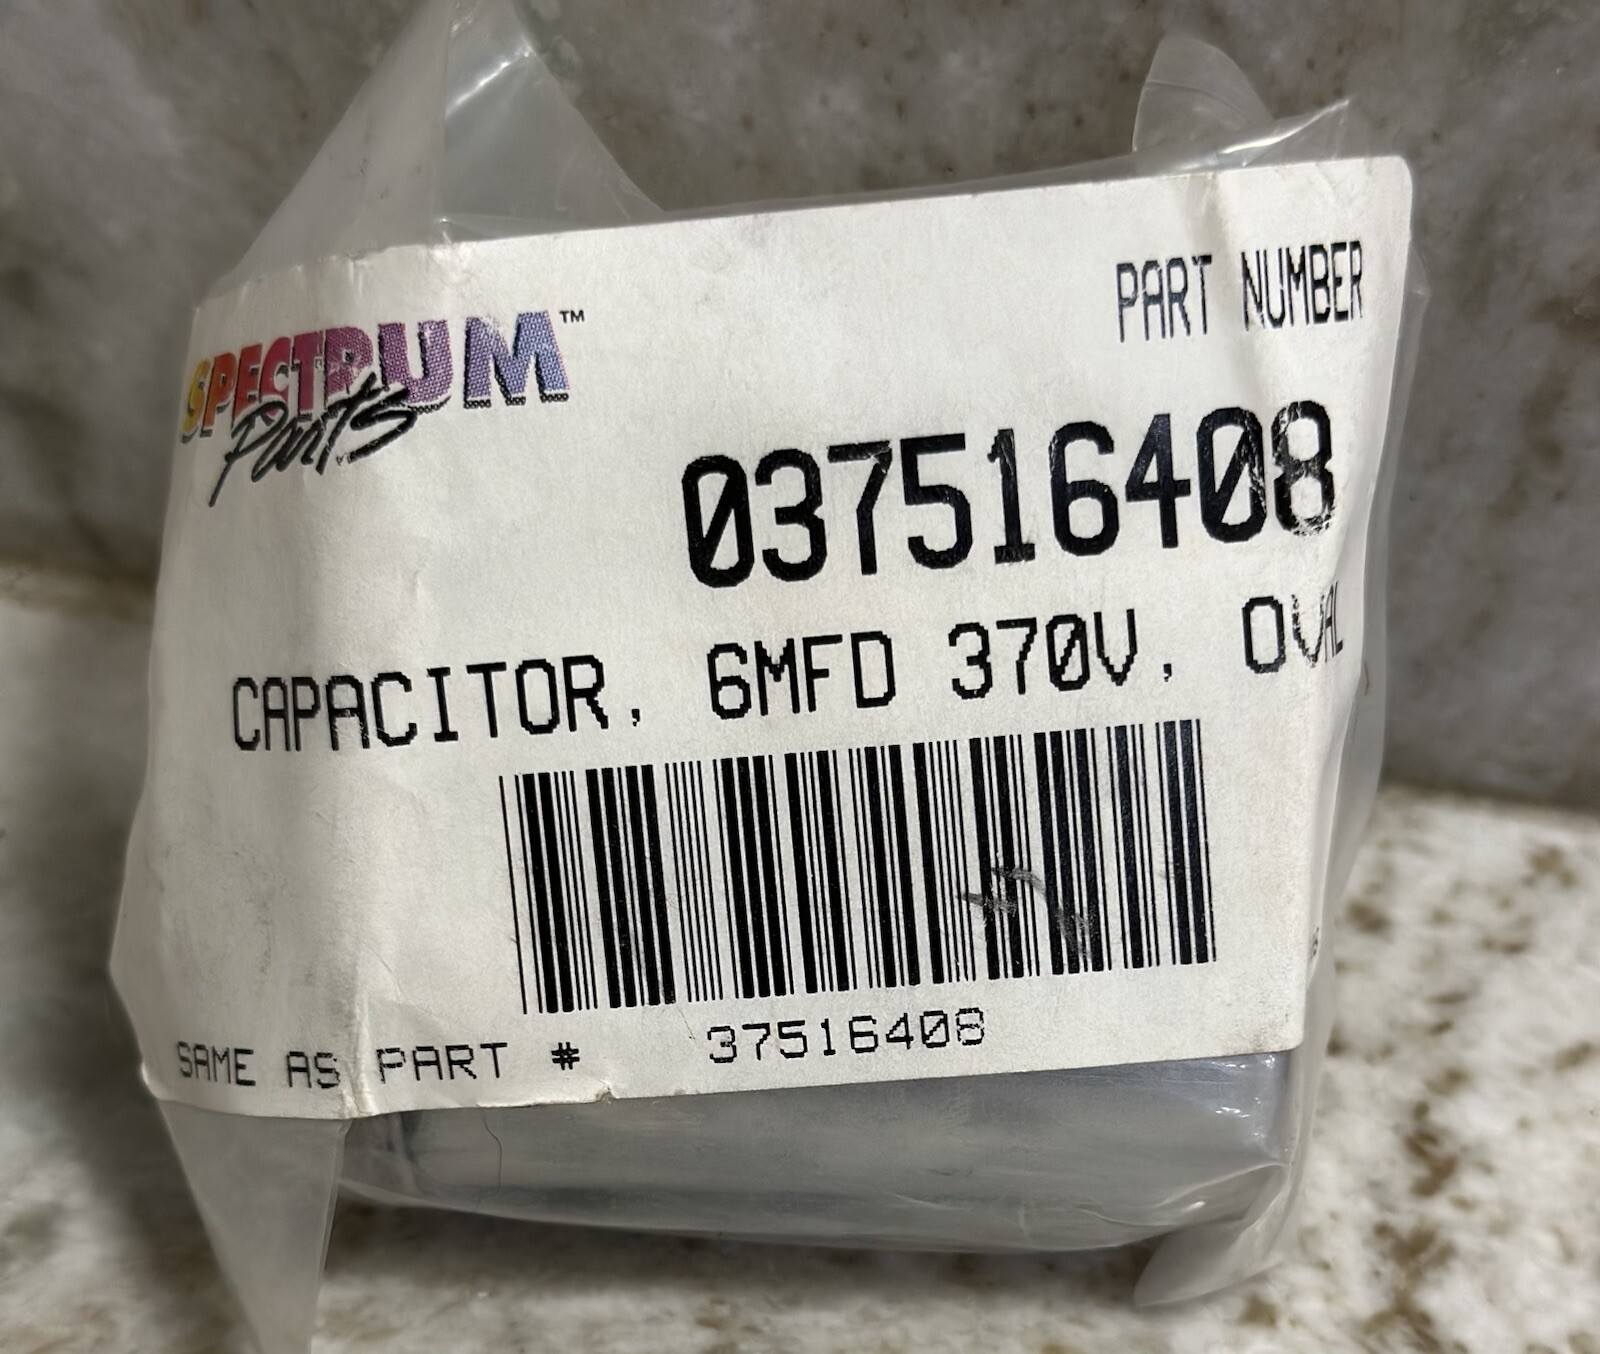 SPECTRUM™
Parts
PART NUMBER
037516408
CAPACITOR, 6MFD 370V, OVAL
SAME AS PART # 37516408